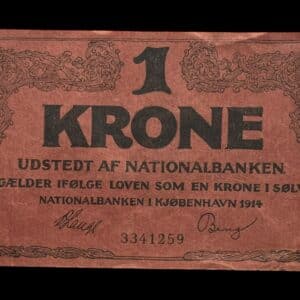 1
KRONE
UDSTEDT AF NATIONALBANKEN
GÆLDER IFØLGE LOVEN SOM EN KRONE I SØLV
NATIONALBANKEN I KJØBENHAVN 1914
3341259